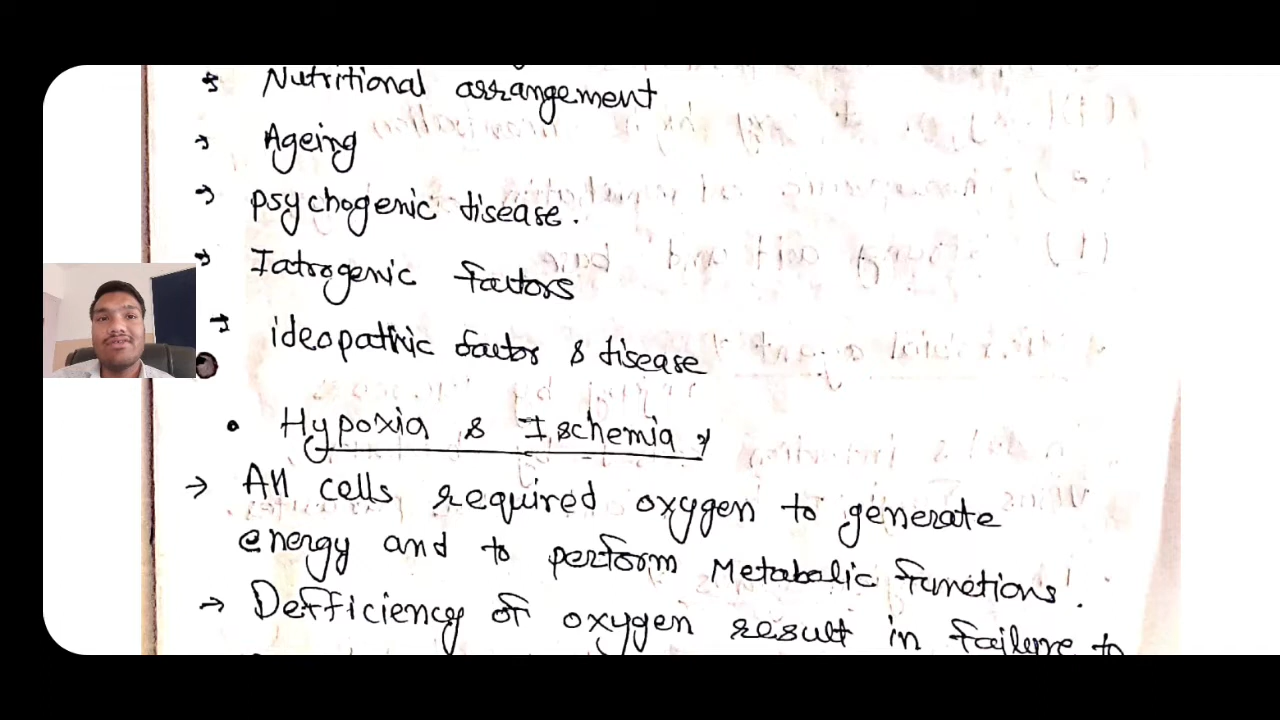 → Nutritional arrangement
→ Ageing
→ psychogenic disease.
→ Iatrogenic factors
→ ideopathic factor & disease
• Hypoxia & Ischemia
→ All cells required oxygen to generate
energy and to perform Metabolic functions.
→ Defficiency of oxygen result in failure to